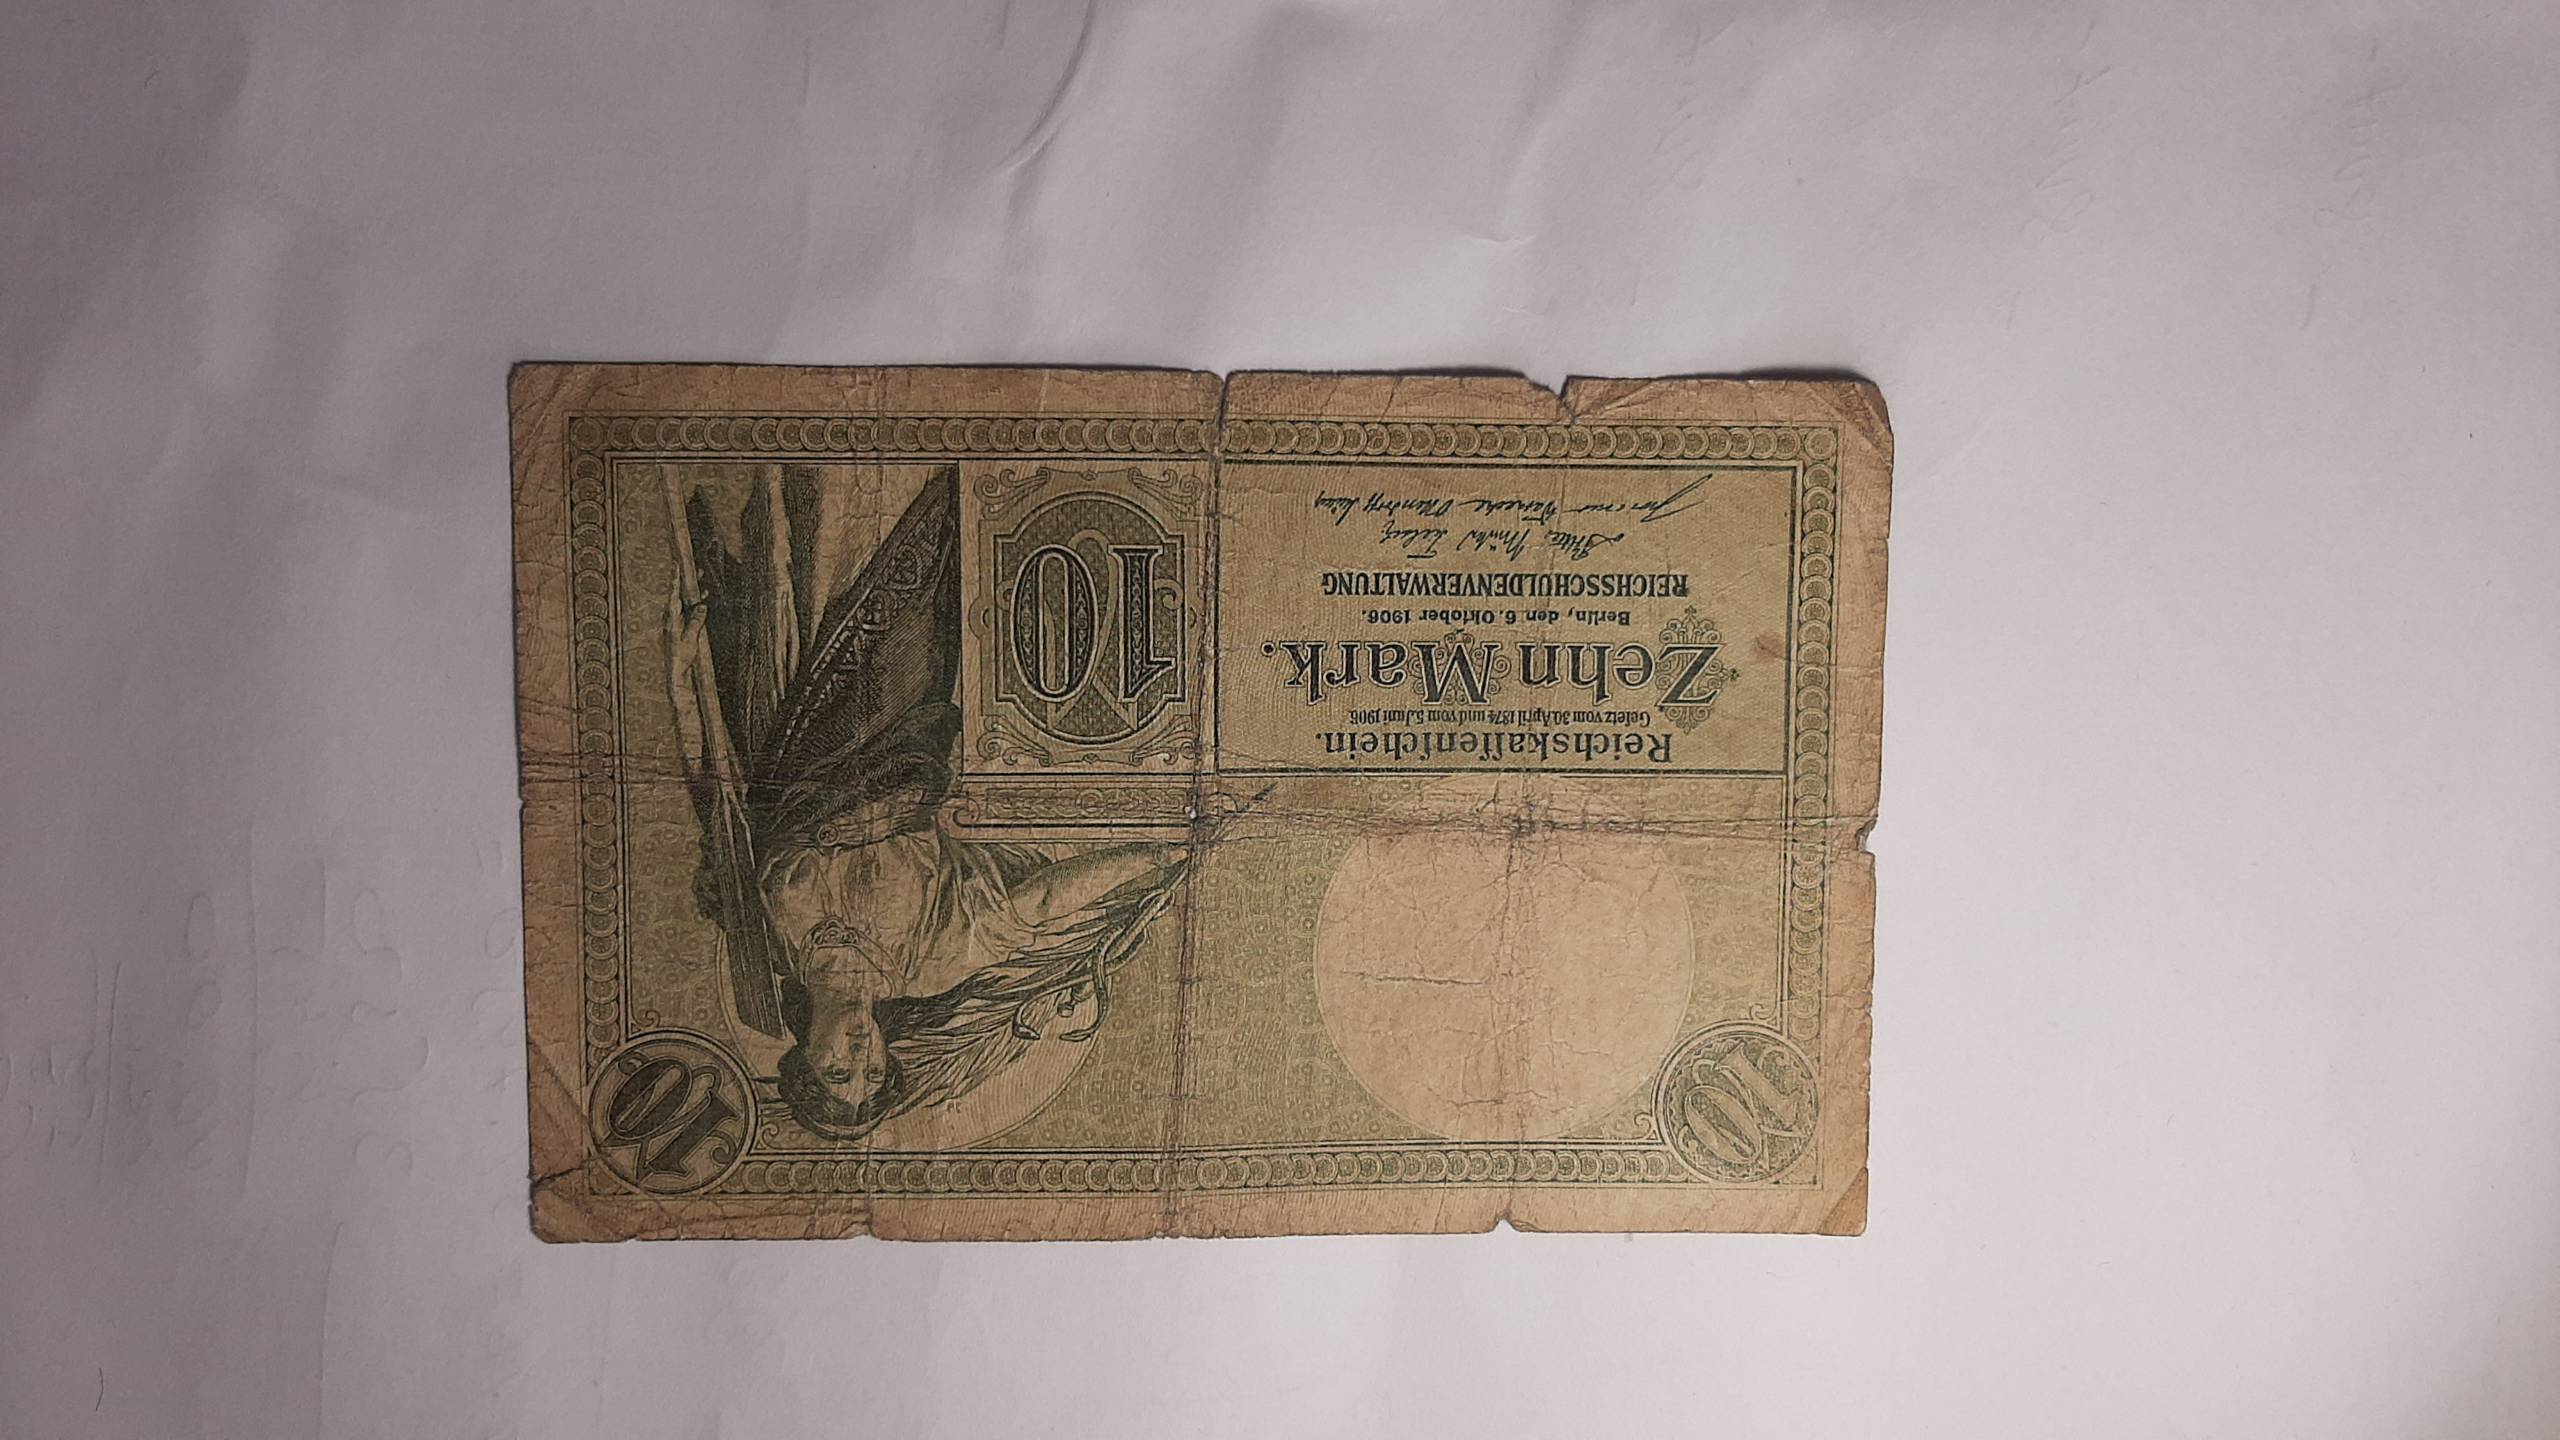 10
10
Reichskaſſenſchein.
Geſetz vom 30. April 1874 und vom 5. Juni 1906
Zehn Mark.
Berlin, den 6. Oktober 1906.
REICHSSCHULDENVERWALTUNG
10